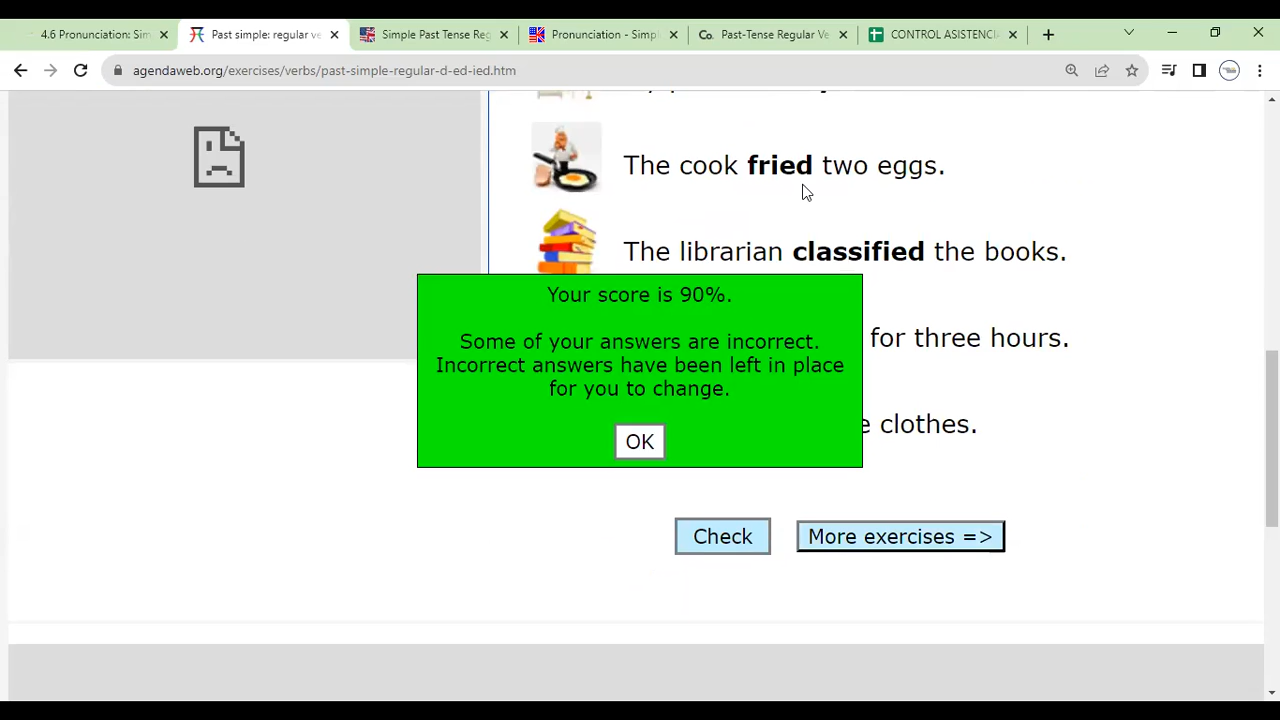 4.6 Pronunciation: Sim
Past simple: regular ve
Simple Past Tense Reg
Pronunciation - Simpl
Co. Past-Tense Regular Ve
CONTROL ASISTENCI
agendaweb.org/exercises/verbs/past-simple-regular-d-ed-ied.htm
The cook fried two eggs.
The librarian classified the books.
for three hours.
clothes.
Your score is 90%.
Some of your answers are incorrect.
Incorrect answers have been left in place
for you to change.
OK
Check
More exercises =>